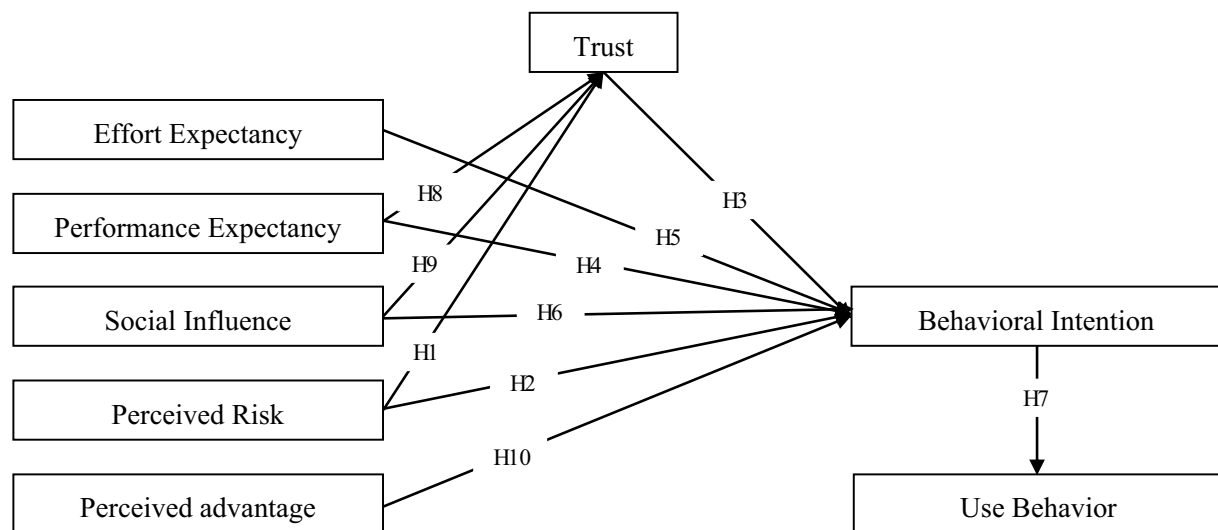 Trust
Effort Expectancy
H8
H3
Performance Expectancy
H5
H9
H4
Social Influence
H6
Behavioral Intention
H1
H2
H7
Perceived Risk
H10
Perceived advantage
Use Behavior